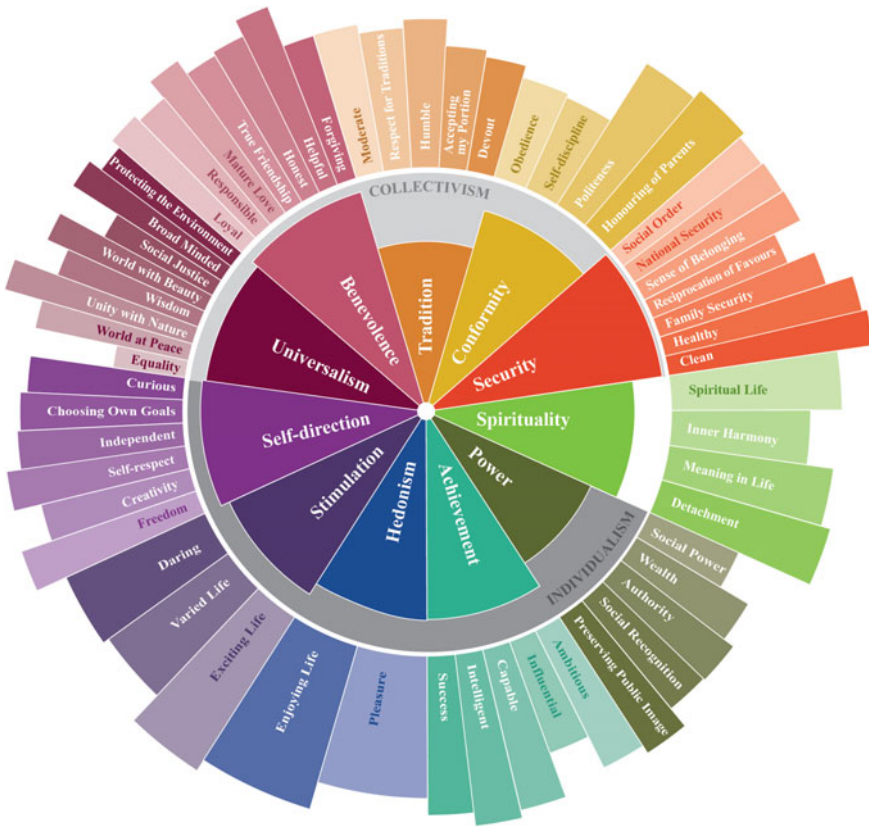 COLLECTIVISM
INDIVIDUALISM
Benevolence
Tradition
Conformity
Security
Spirituality
Power
Achievement
Hedonism
Stimulation
Self-direction
Universalism
Moderate
Respect for Traditions
Humble
Accepting
my Portion
Devout
Obedience
Self-discipline
Politeness
Honouring of Parents
Social Order
National Security
Sense of Belonging
Reciprocation of Favours
Family Security
Healthy
Clean
Spiritual Life
Inner Harmony
Meaning in Life
Detachment
Social Power
Wealth
Authority
Social Recognition
Preserving Public Image
Ambitious
Influential
Capable
Intelligent
Success
Pleasure
Enjoying Life
Exciting Life
Varied Life
Daring
Freedom
Creativity
Self-respect
Independent
Choosing Own Goals
Curious
Equality
World at Peace
Unity with Nature
Wisdom
World with Beauty
Social Justice
Broad Minded
Protecting the Environment
Loyal
Responsible
Mature Love
True Friendship
Honest
Helpful
Forgiving